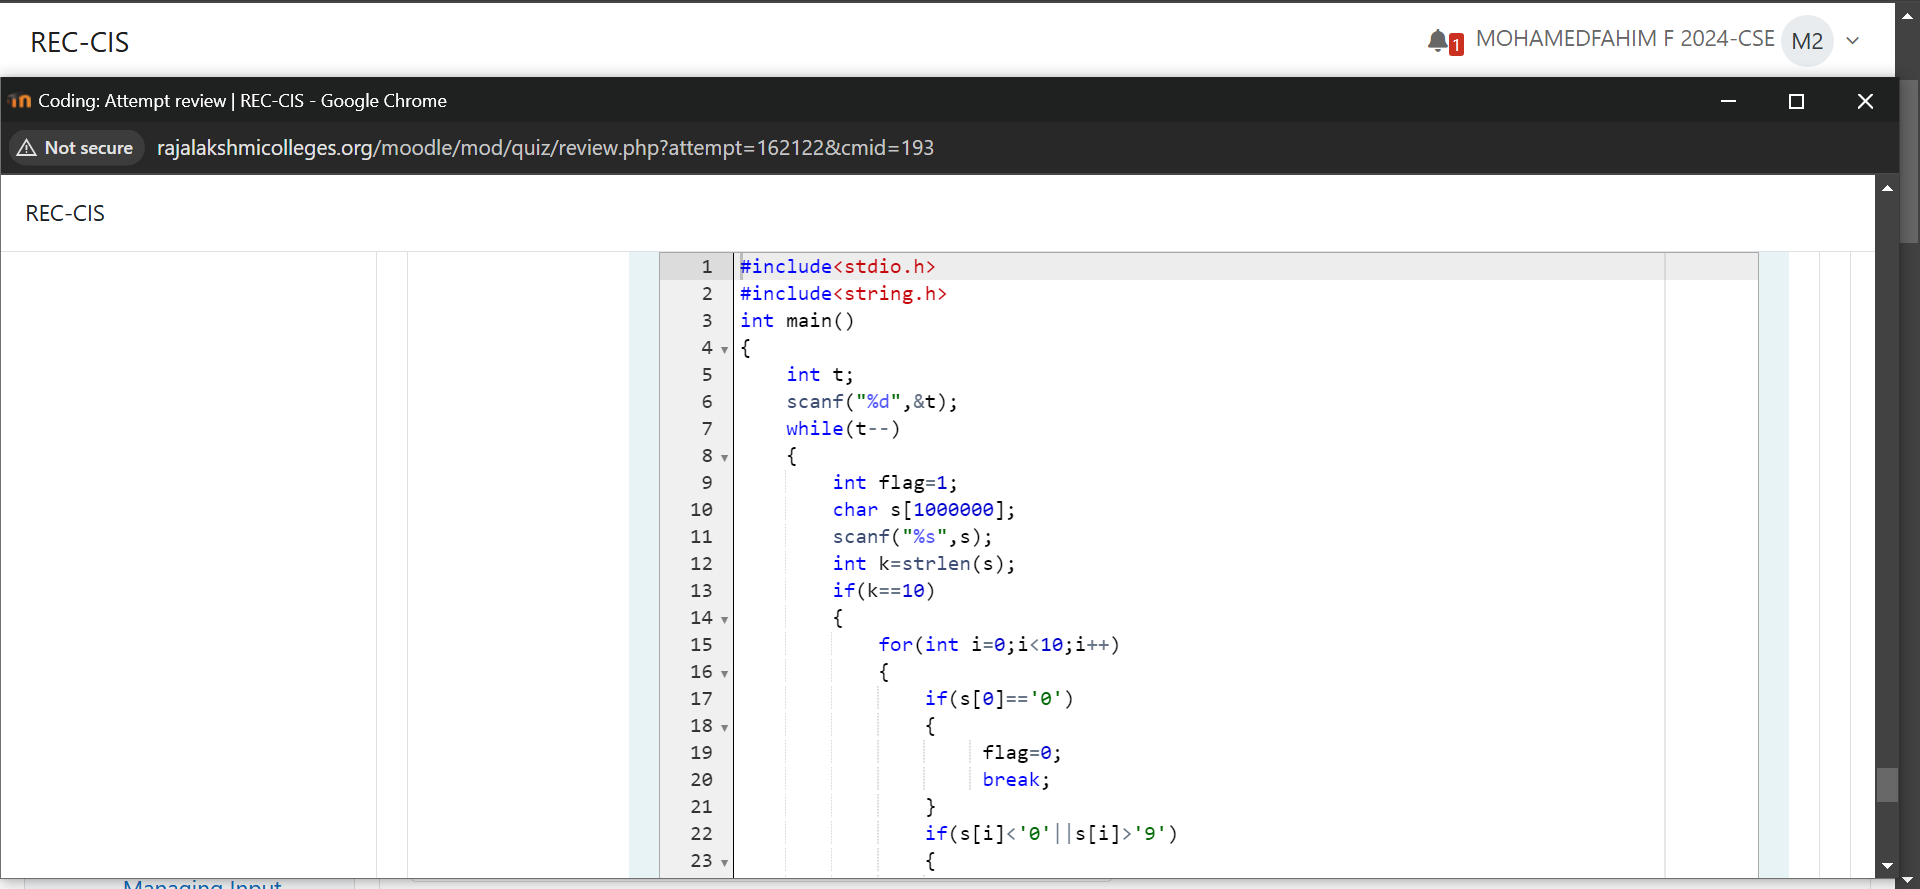 REC-CIS
1 MOHAMEDFAHIM F 2024-CSE M2
Coding: Attempt review | REC-CIS - Google Chrome
Not secure rajalakshmicolleges.org/moodle/mod/quiz/review.php?attempt=162122&cmid=193
REC-CIS
1 #include<stdio.h>
2 #include<string.h>
3 int main()
4 {
5     int t;
6     scanf("%d",&t);
7     while(t--)
8     {
9         int flag=1;
10         char s[1000000];
11         scanf("%s",s);
12         int k=strlen(s);
13         if(k==10)
14         {
15             for(int i=0;i<10;i++)
16             {
17                 if(s[0]=='0')
18                 {
19                      flag=0;
20                      break;
21                 }
22                 if(s[i]<'0'||s[i]>'9')
23                 {
Managing Input